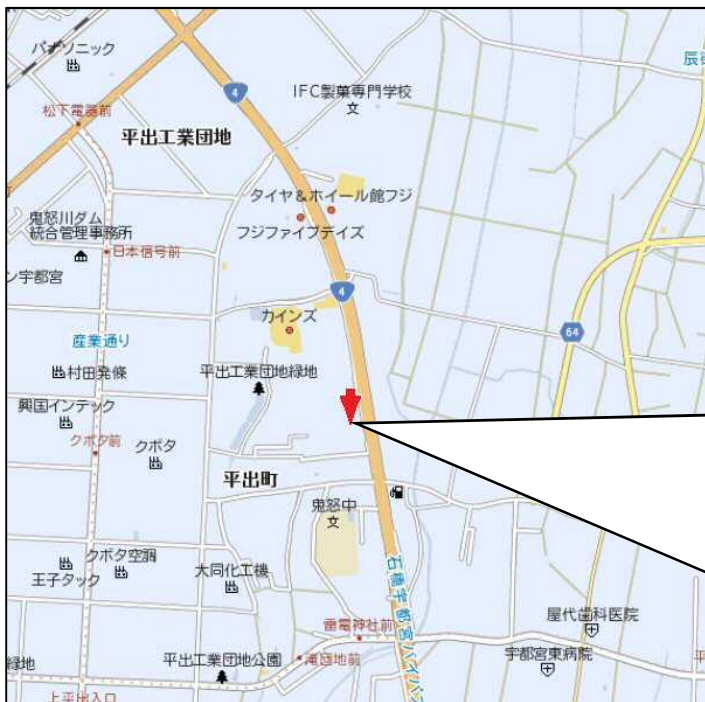 パナソニック
4
IFC製菓専門学校
松下電器前
平出工業団地
タイヤ&ホイール館フジ
フジファイブデイズ
鬼怒川ダム
統合管理事務所
日本信号前
ン宇都宮
4
カインズ
64
産業通り
村田発條
平出工業団地緑地
興国インテック
クボタ前
クボタ
平出町
鬼怒中
クボタ空調
王子タック
大同化工機
石橋宇都宮バイパス
雷電神社前
屋代歯科医院
宇都宮東病院
緑地
平出工業団地公園
滝団地前
上平出入口
平